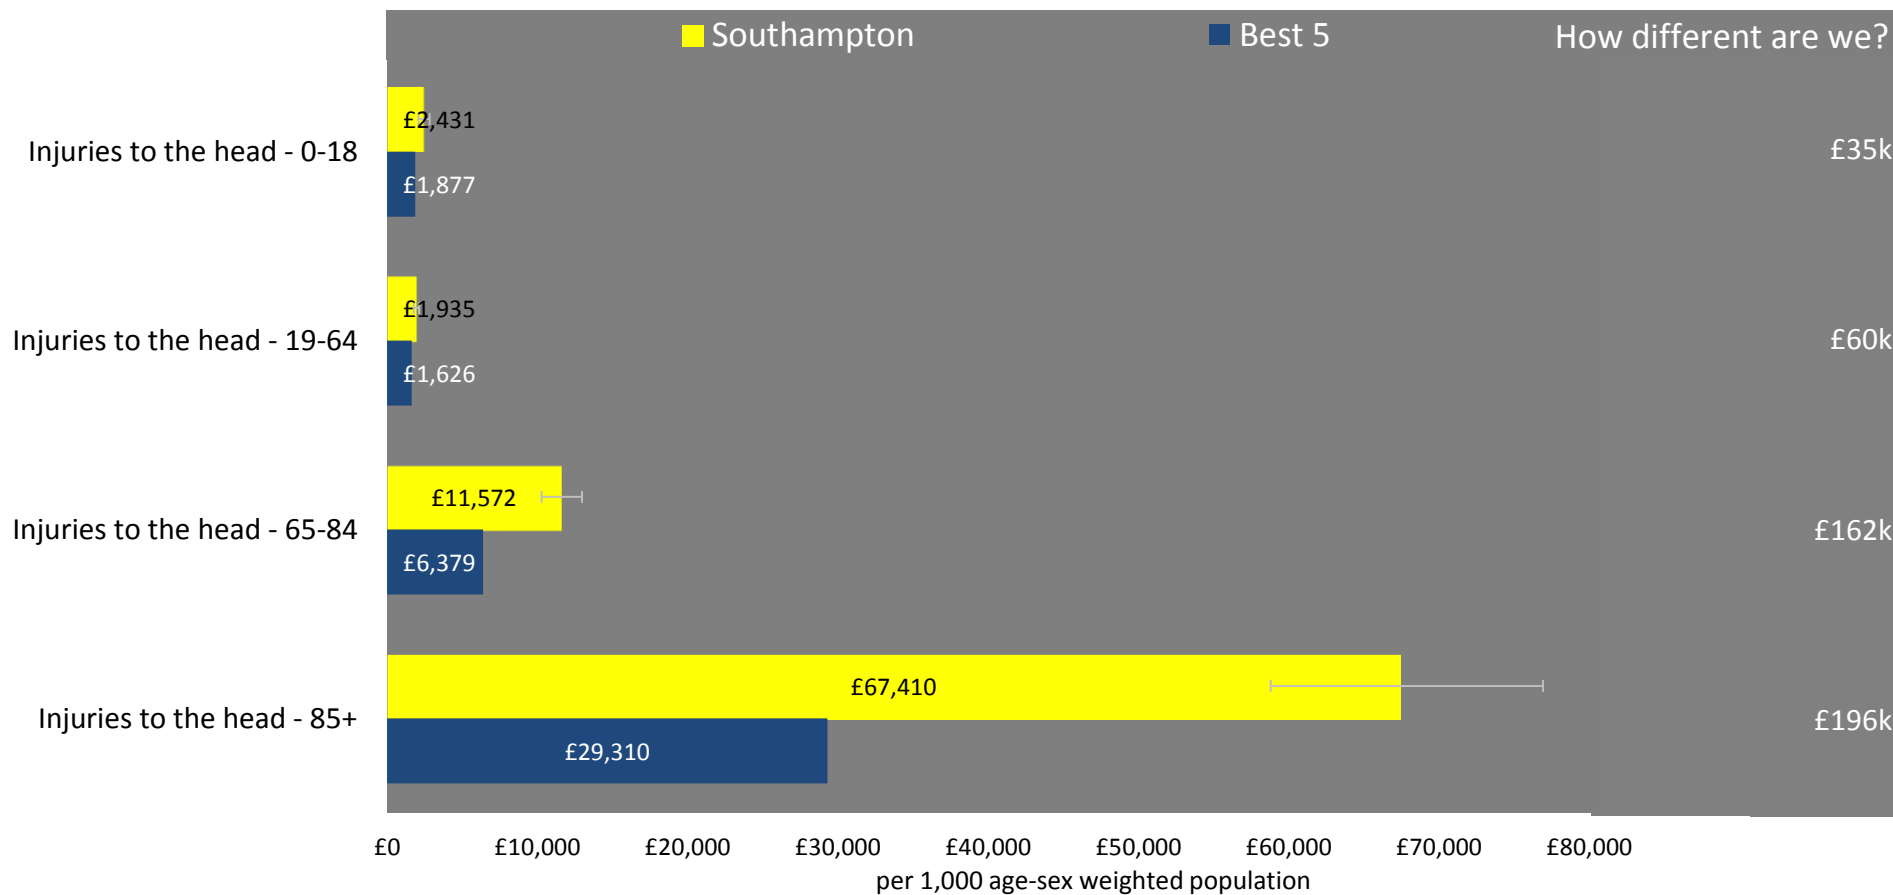 Southampton
Best 5
How different are we?
Injuries to the head - 0-18
£2,431
£1,877
£35k
Injuries to the head - 19-64
£1,935
£1,626
£60k
Injuries to the head - 65-84
£11,572
£6,379
£162k
Injuries to the head - 85+
£67,410
£29,310
£196k
£0 £10,000 £20,000 £30,000 £40,000 £50,000 £60,000 £70,000 £80,000
per 1,000 age-sex weighted population